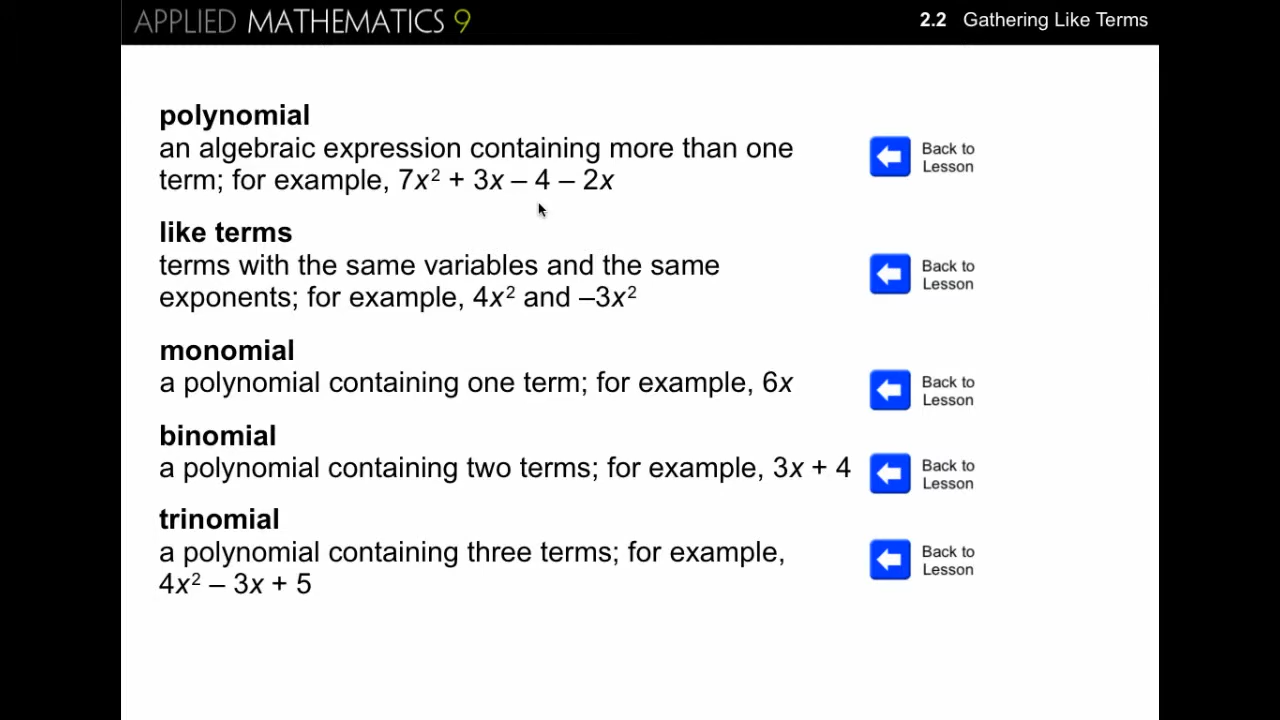 APPLIED MATHEMATICS 9
2.2 Gathering Like Terms
polynomial
an algebraic expression containing more than one
term; for example, 7x² + 3x – 4 – 2x
Back to
Lesson
like terms
terms with the same variables and the same
exponents; for example, 4x² and –3x²
Back to
Lesson
monomial
a polynomial containing one term; for example, 6x
Back to
Lesson
binomial
a polynomial containing two terms; for example, 3x + 4
Back to
Lesson
trinomial
a polynomial containing three terms; for example,
4x² – 3x + 5
Back to
Lesson